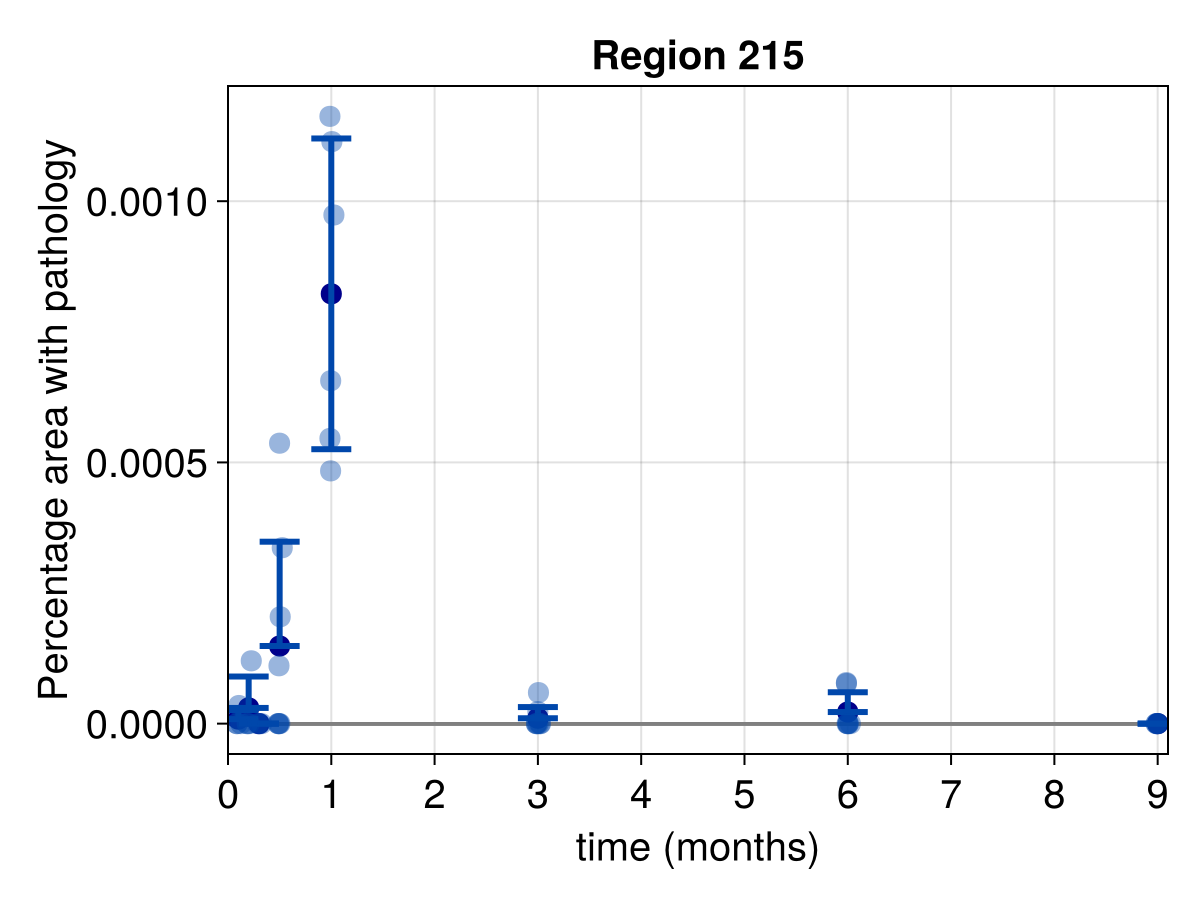 Region 215
Percentage area with pathology
0.0010
0.0005
0.0000
0 1 2 3 4 5 6 7 8 9
time (months)